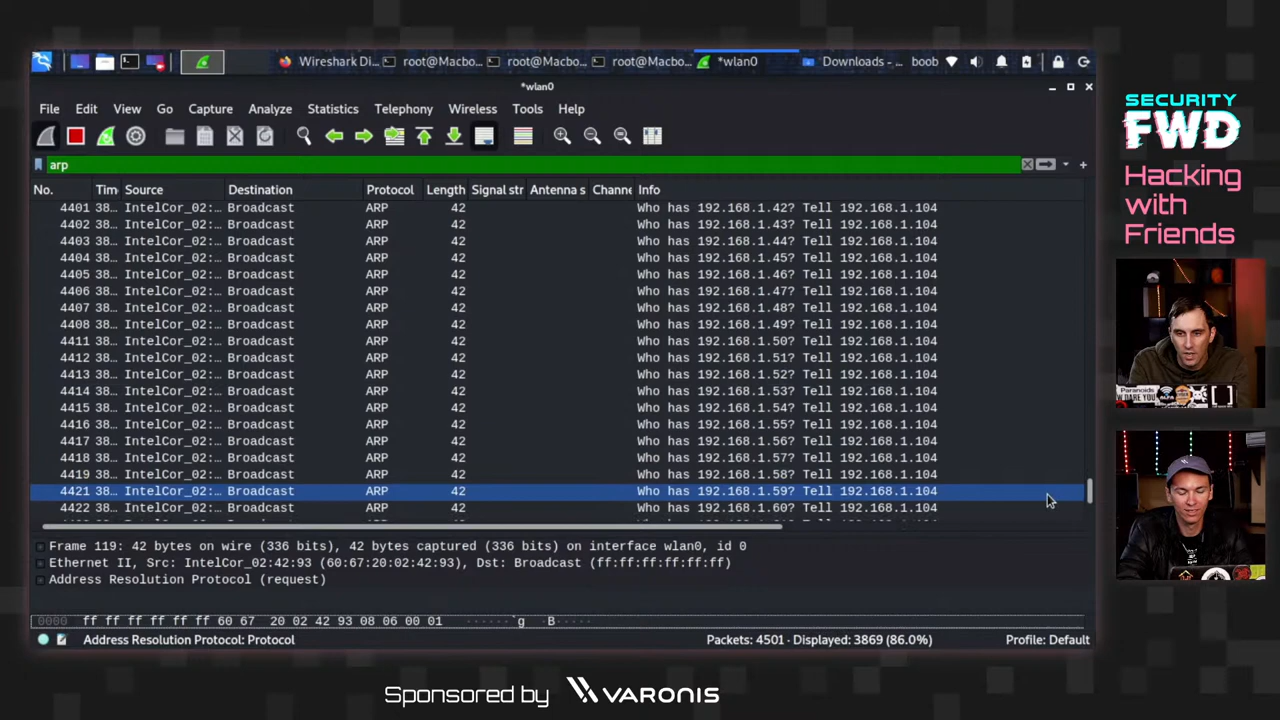 Wireshark Di...
root@Macbo...
root@Macbo...
root@Macbo...
*wlan0
Downloads - ...
boob
*wlan0
File Edit View Go Capture Analyze Statistics Telephony Wireless Tools Help
arp
No. Tim Source Destination Protocol Length Signal str Antenna s Channe Info
4401 38... IntelCor_02:... Broadcast ARP 42 Who has 192.168.1.42? Tell 192.168.1.104
4402 38... IntelCor_02:... Broadcast ARP 42 Who has 192.168.1.43? Tell 192.168.1.104
4403 38... IntelCor_02:... Broadcast ARP 42 Who has 192.168.1.44? Tell 192.168.1.104
4404 38... IntelCor_02:... Broadcast ARP 42 Who has 192.168.1.45? Tell 192.168.1.104
4405 38... IntelCor_02:... Broadcast ARP 42 Who has 192.168.1.46? Tell 192.168.1.104
4406 38... IntelCor_02:... Broadcast ARP 42 Who has 192.168.1.47? Tell 192.168.1.104
4407 38... IntelCor_02:... Broadcast ARP 42 Who has 192.168.1.48? Tell 192.168.1.104
4408 38... IntelCor_02:... Broadcast ARP 42 Who has 192.168.1.49? Tell 192.168.1.104
4411 38... IntelCor_02:... Broadcast ARP 42 Who has 192.168.1.50? Tell 192.168.1.104
4412 38... IntelCor_02:... Broadcast ARP 42 Who has 192.168.1.51? Tell 192.168.1.104
4413 38... IntelCor_02:... Broadcast ARP 42 Who has 192.168.1.52? Tell 192.168.1.104
4414 38... IntelCor_02:... Broadcast ARP 42 Who has 192.168.1.53? Tell 192.168.1.104
4415 38... IntelCor_02:... Broadcast ARP 42 Who has 192.168.1.54? Tell 192.168.1.104
4416 38... IntelCor_02:... Broadcast ARP 42 Who has 192.168.1.55? Tell 192.168.1.104
4417 38... IntelCor_02:... Broadcast ARP 42 Who has 192.168.1.56? Tell 192.168.1.104
4418 38... IntelCor_02:... Broadcast ARP 42 Who has 192.168.1.57? Tell 192.168.1.104
4419 38... IntelCor_02:... Broadcast ARP 42 Who has 192.168.1.58? Tell 192.168.1.104
4421 38... IntelCor_02:... Broadcast ARP 42 Who has 192.168.1.59? Tell 192.168.1.104
4422 38... IntelCor_02:... Broadcast ARP 42 Who has 192.168.1.60? Tell 192.168.1.104
Frame 119: 42 bytes on wire (336 bits), 42 bytes captured (336 bits) on interface wlan0, id 0
Ethernet II, Src: IntelCor_02:42:93 (60:67:20:02:42:93), Dst: Broadcast (ff:ff:ff:ff:ff:ff)
Address Resolution Protocol (request)
0000 ff ff ff ff ff ff 60 67 20 02 42 93 08 06 00 01 ······`g ·B·····
Address Resolution Protocol: Protocol
Packets: 4501 · Displayed: 3869 (86.0%)
Profile: Default
SECURITY
FWD
Hacking
with
Friends
Paranoids
W DARE YOU
ALFA
Sponsored by VARONIS